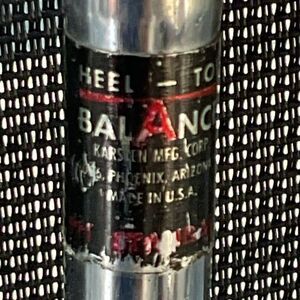 HEEL — TO
BALANC
KARSTEN MFG. CORP
PHOENIX, ARIZONA
MADE IN U.S.A.